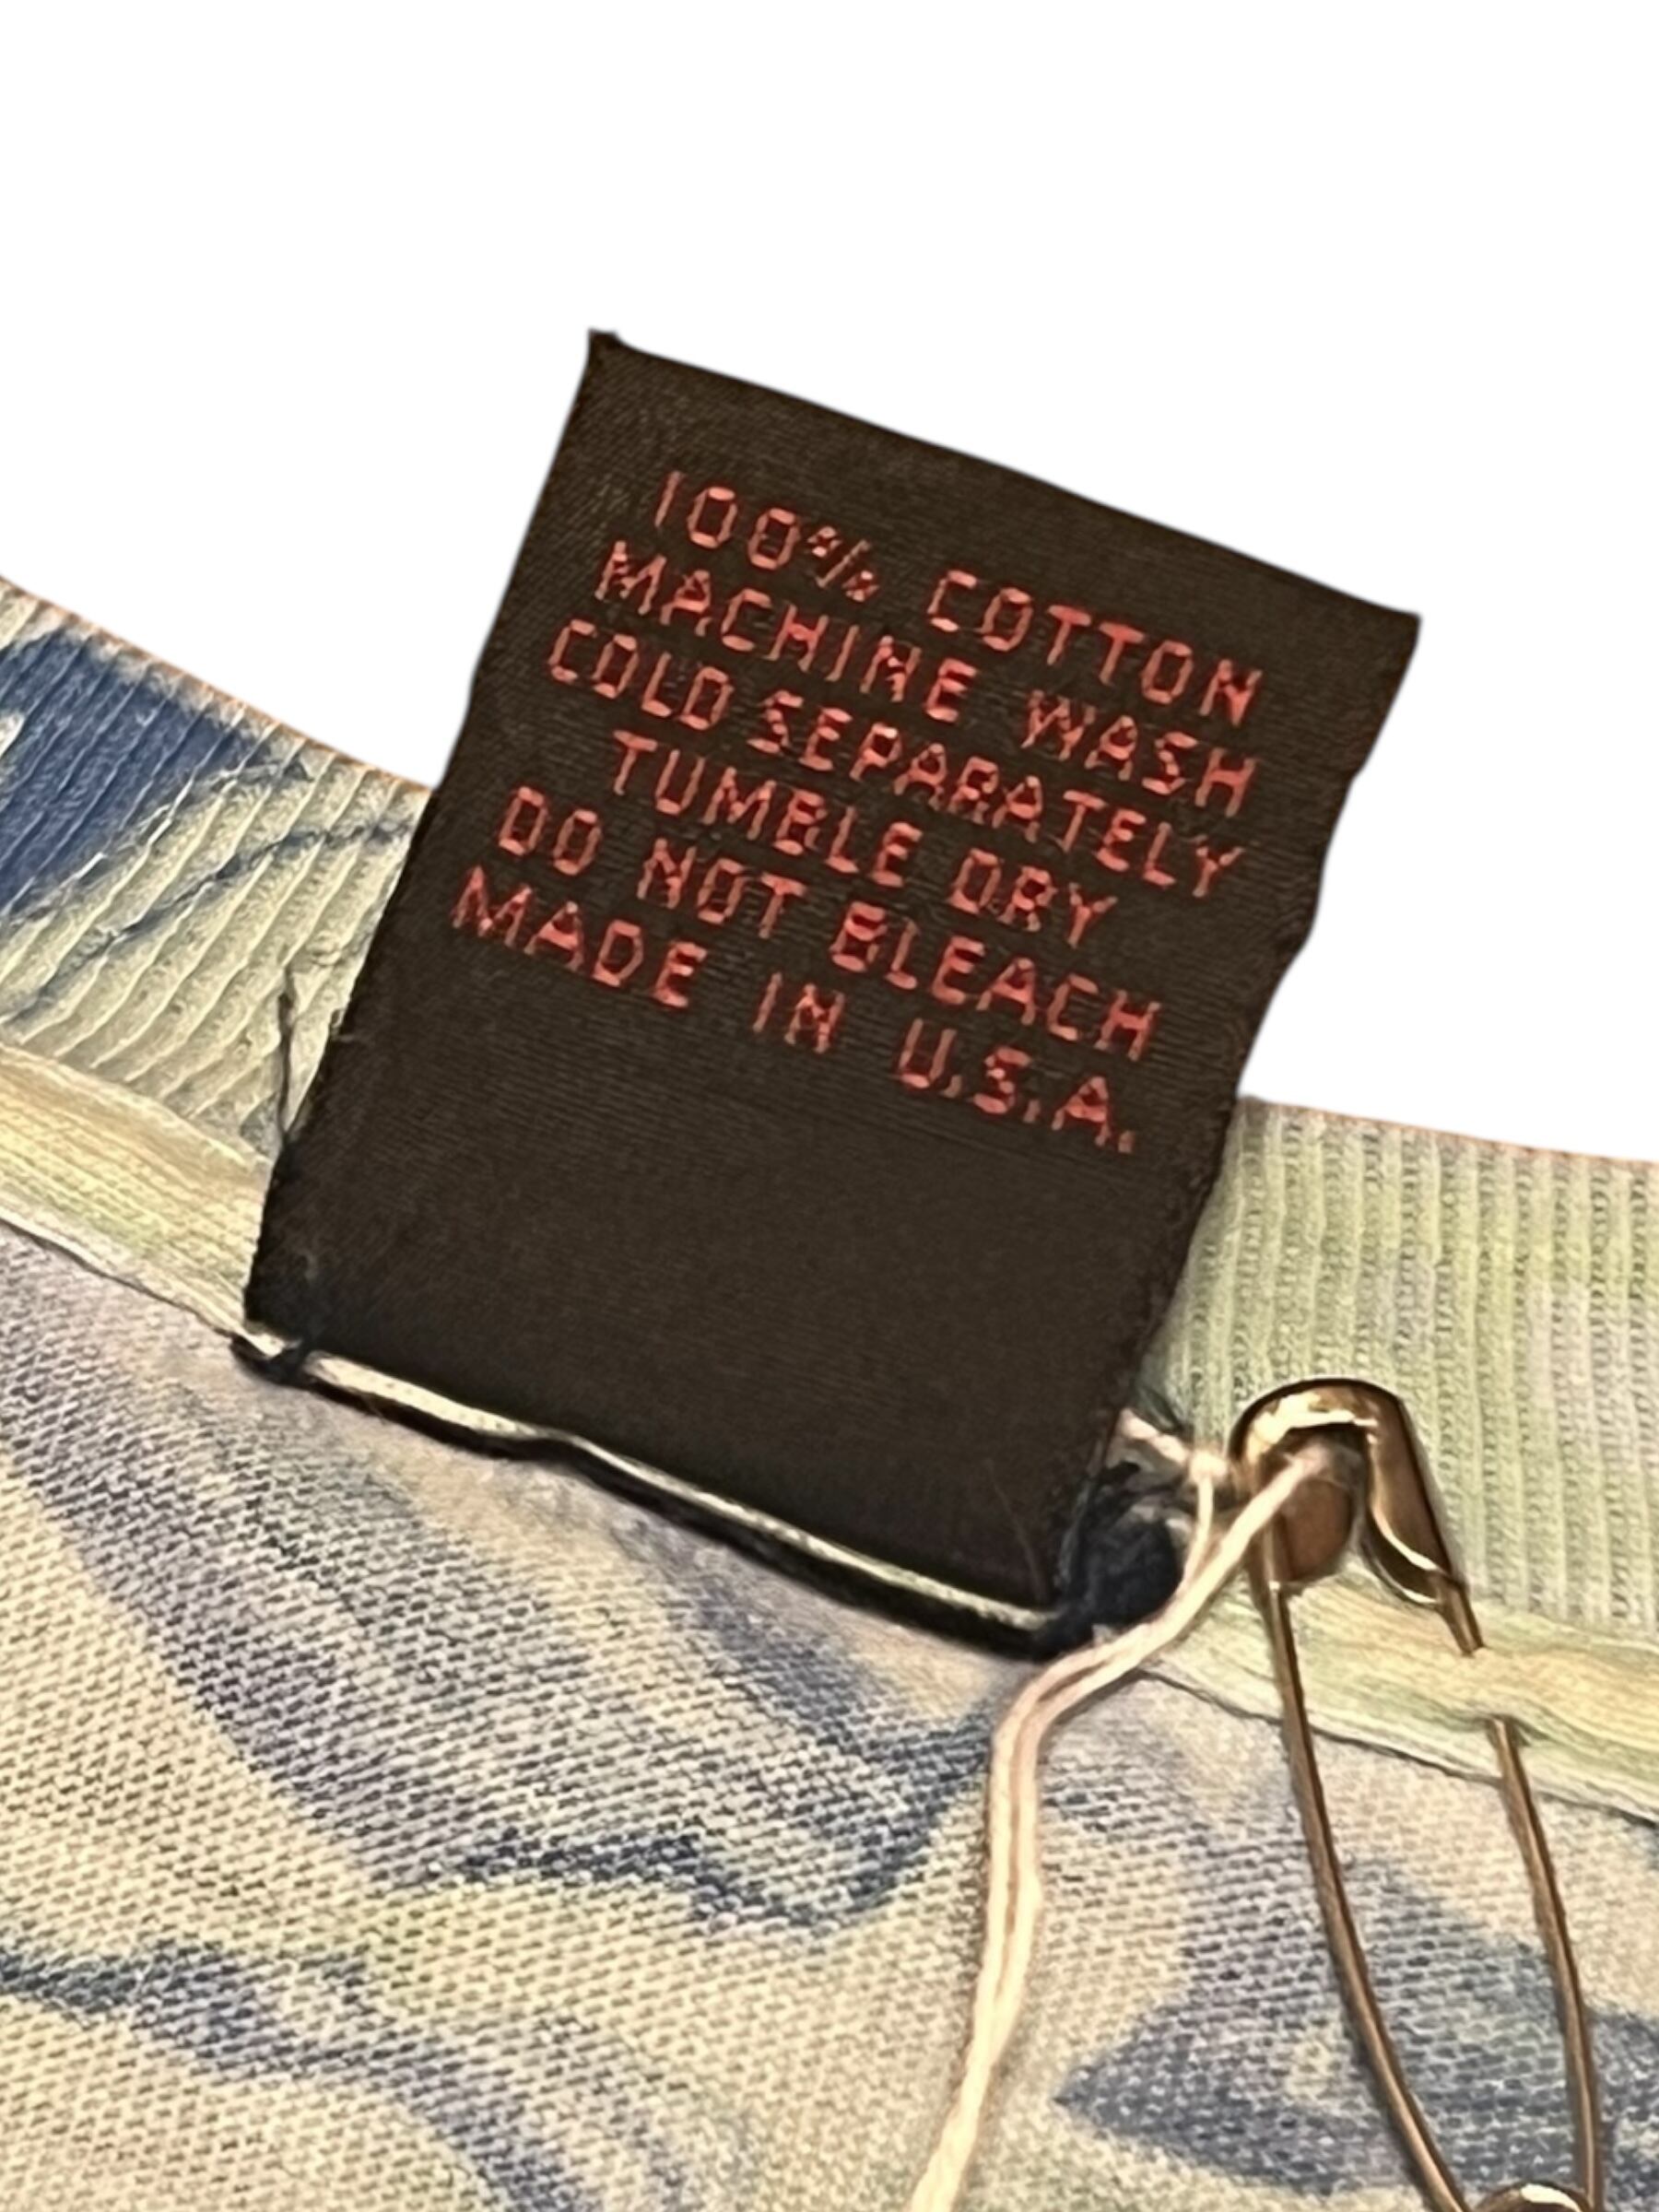 100% COTTON
MACHINE WASH
COLD SEPARATELY
TUMBLE DRY
DO NOT BLEACH
MADE IN U.S.A.